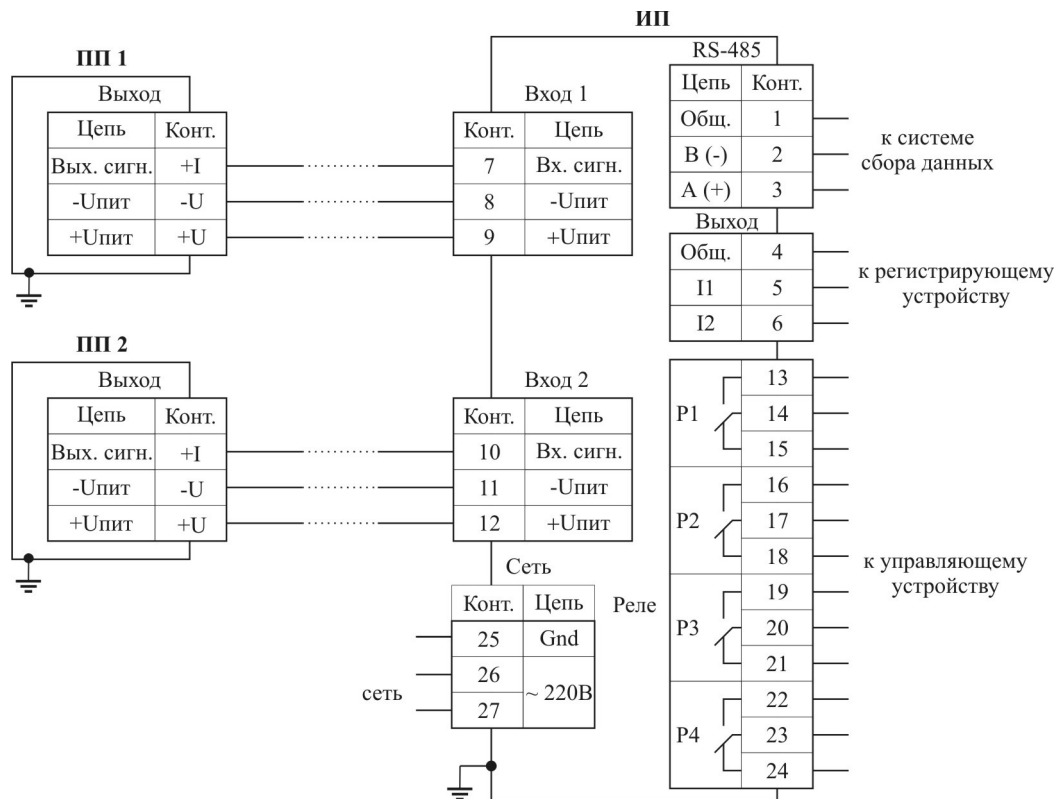 ИП
ПП 1
Выход
Цепь Конт.
Вых. сигн. +I
-Uпит -U
+Uпит +U
Вход 1
Конт. Цепь
7 Вх. сигн.
8 -Uпит
9 +Uпит
ПП 2
Выход
Цепь Конт.
Вых. сигн. +I
-Uпит -U
+Uпит +U
Вход 2
Конт. Цепь
10 Вх. сигн.
11 -Uпит
12 +Uпит
Сеть
Конт. Цепь
25 Gnd
26
~ 220В
27
сеть
RS-485
Цепь Конт.
Общ. 1
B (-) 2
A (+) 3
к системе
сбора данных
Выход
Общ. 4
I1 5
I2 6
к регистрирующему
устройству
Реле
P1
13
14
15
P2
16
17
18
P3
19
20
21
P4
22
23
24
к управляющему
устройству